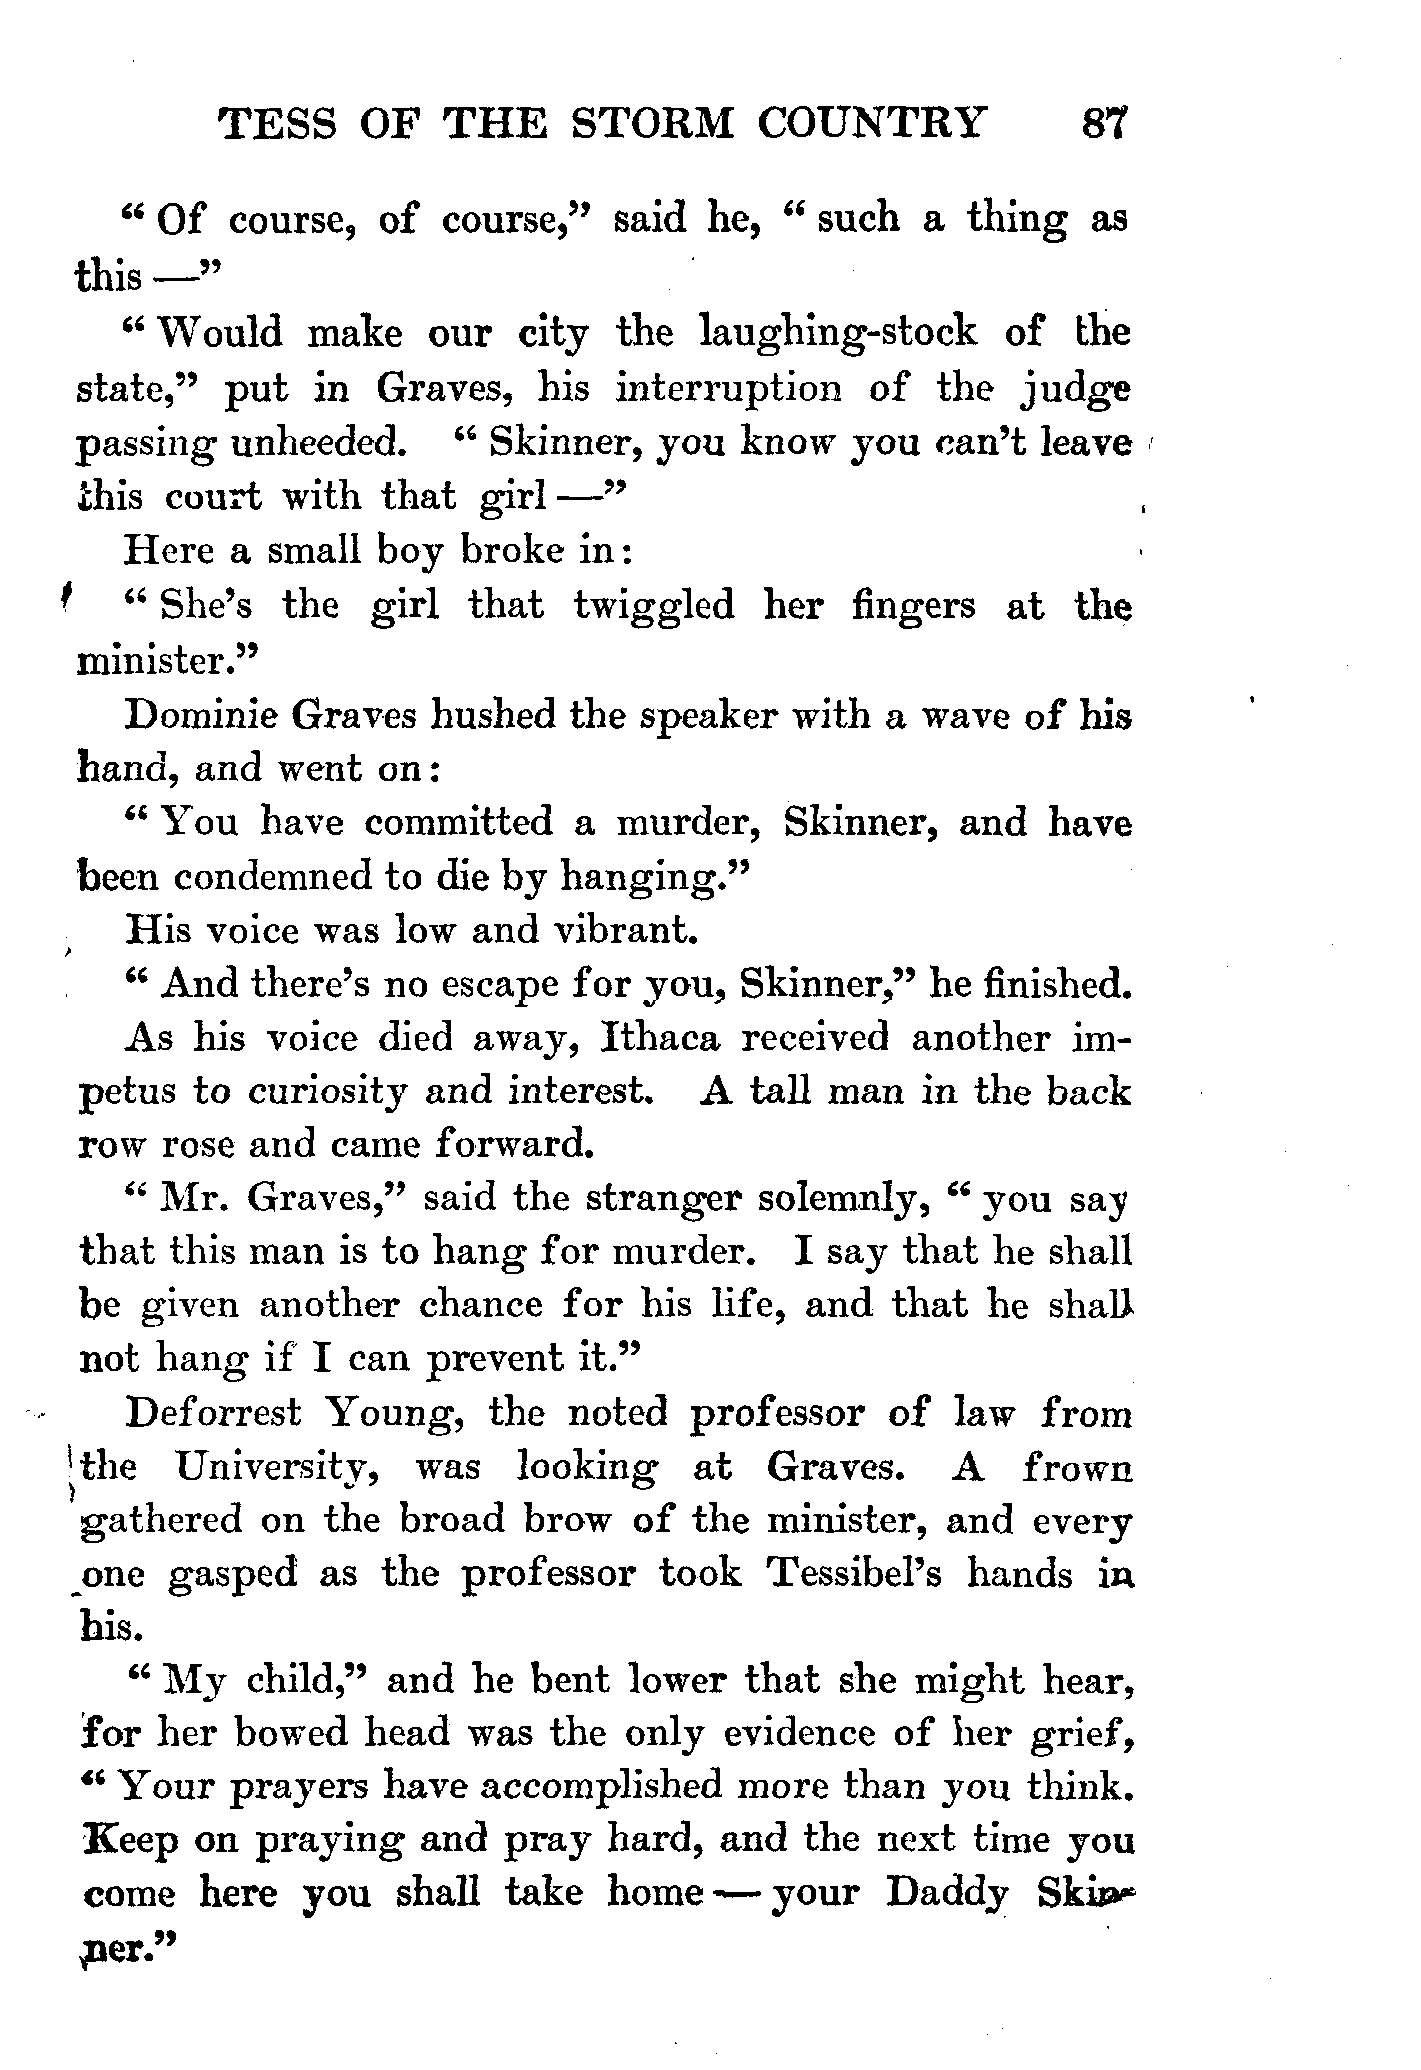 TESS OF THE STORM COUNTRY 87
“ Of course, of course,” said he, “ such a thing as
this —”
“ Would make our city the laughing-stock of the
state,” put in Graves, his interruption of the judge
passing unheeded. “ Skinner, you know you can’t leave
this court with that girl —”
Here a small boy broke in:
“ She’s the girl that twiggled her fingers at the
minister.”
Dominie Graves hushed the speaker with a wave of his
hand, and went on:
“ You have committed a murder, Skinner, and have
been condemned to die by hanging.”
His voice was low and vibrant.
“ And there’s no escape for you, Skinner,” he finished.
As his voice died away, Ithaca received another im-
petus to curiosity and interest. A tall man in the back
row rose and came forward.
“ Mr. Graves,” said the stranger solemnly, “ you say
that this man is to hang for murder. I say that he shall
be given another chance for his life, and that he shall
not hang if I can prevent it.”
Deforrest Young, the noted professor of law from
the University, was looking at Graves. A frown
gathered on the broad brow of the minister, and every
one gasped as the professor took Tessibel’s hands in
his.
“ My child,” and he bent lower that she might hear,
for her bowed head was the only evidence of her grief,
“ Your prayers have accomplished more than you think.
Keep on praying and pray hard, and the next time you
come here you shall take home — your Daddy Skin-
ner.”